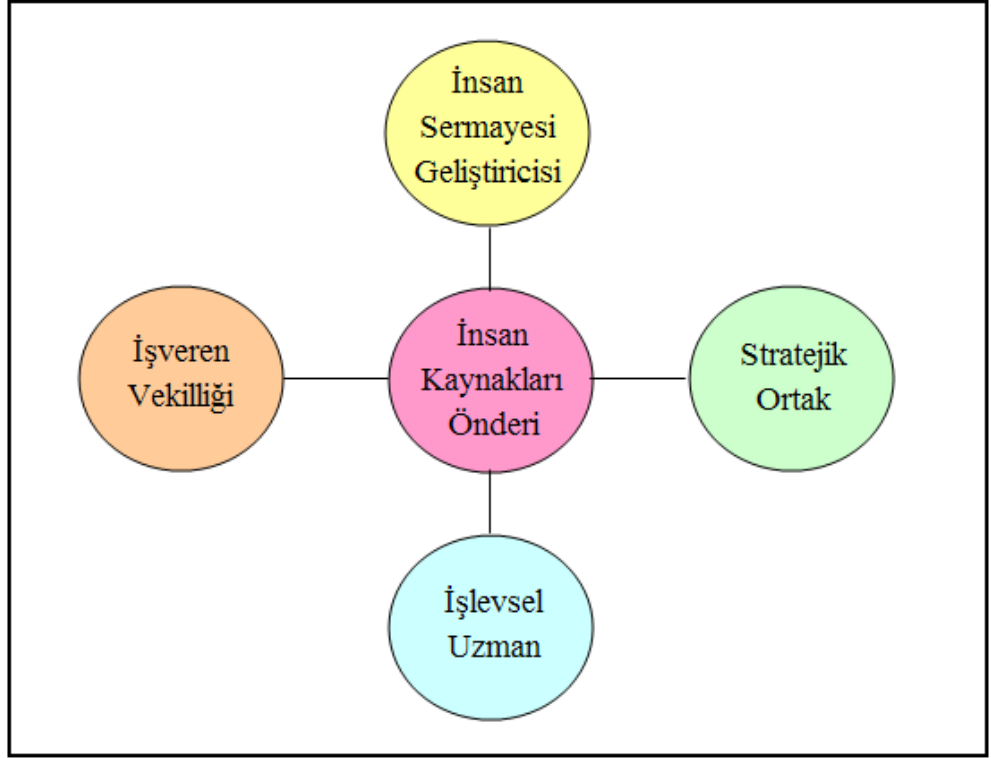 İnsan
Sermayesi
Geliştiricisi
İşveren
Vekilliği
İnsan
Kaynakları
Önderi
Stratejik
Ortak
İşlevsel
Uzman